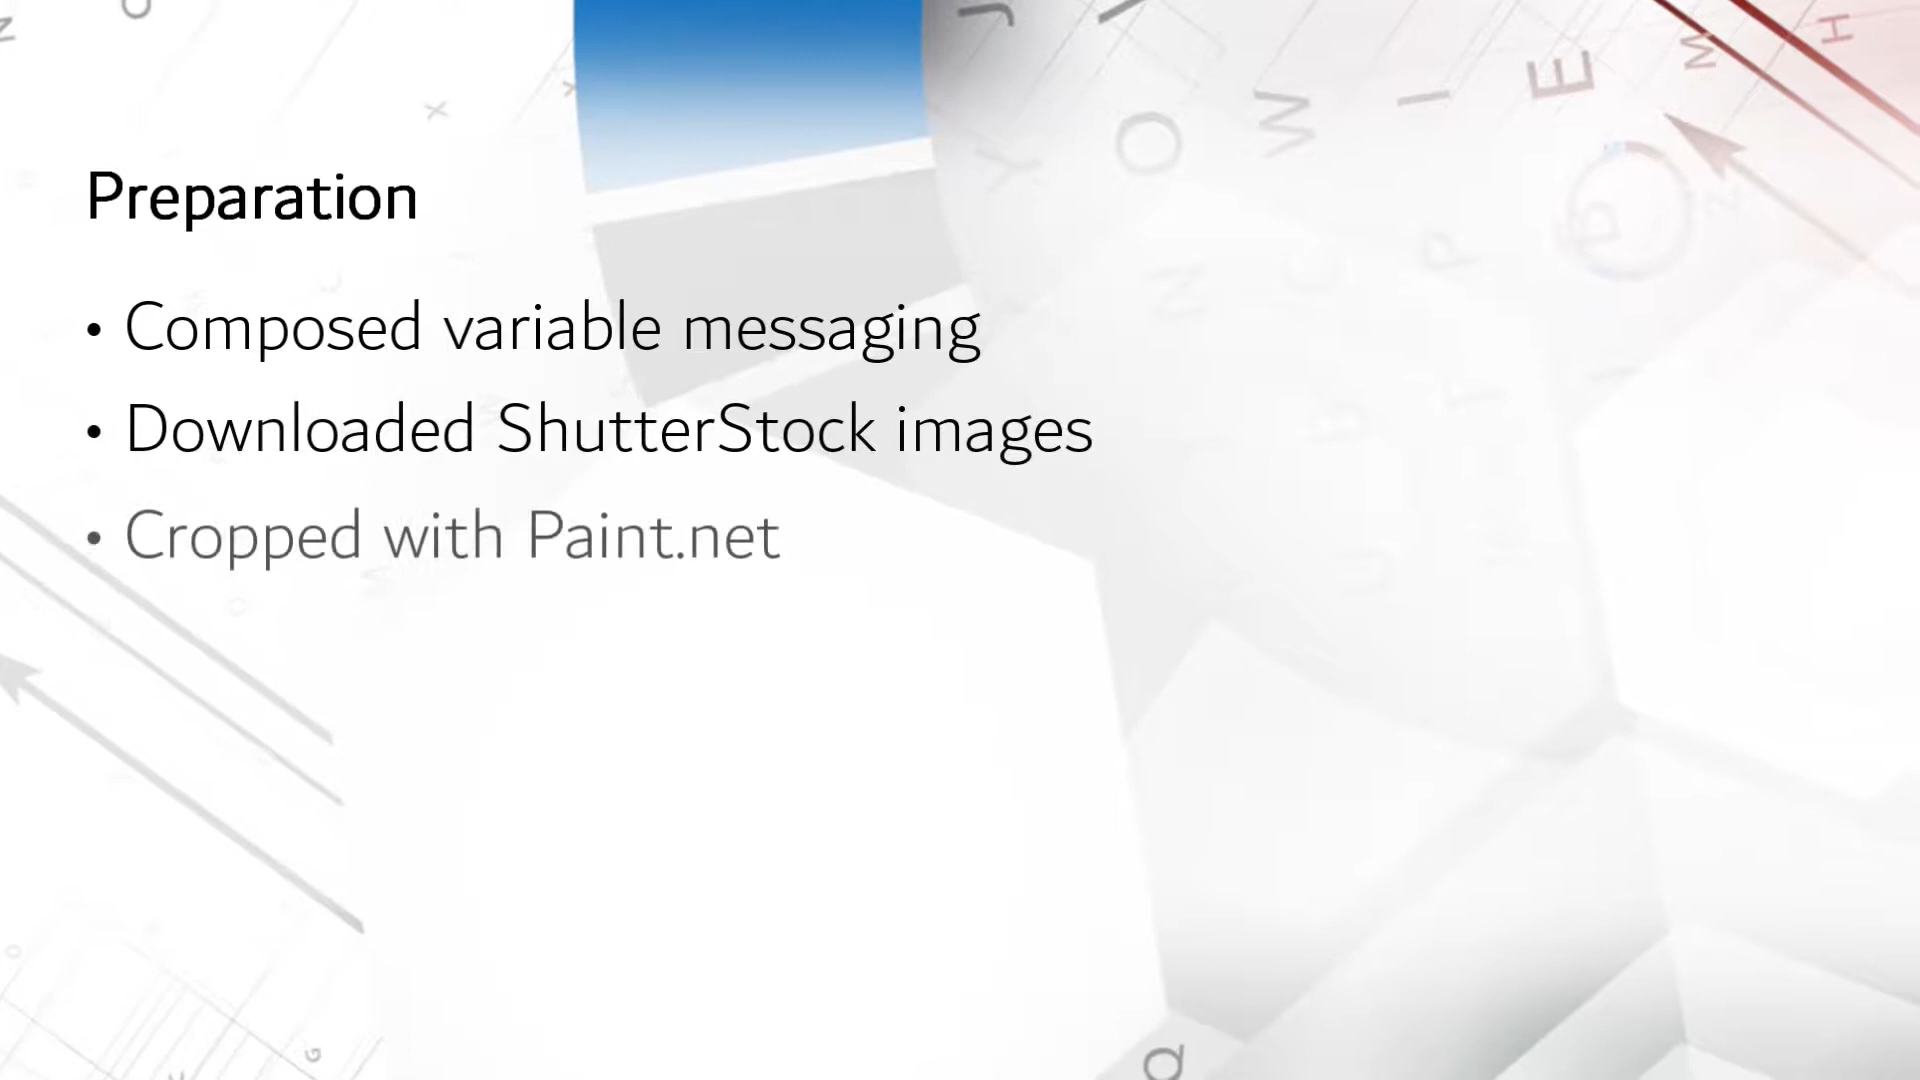 Preparation
• Composed variable messaging
• Downloaded ShutterStock images
• Cropped with Paint.net